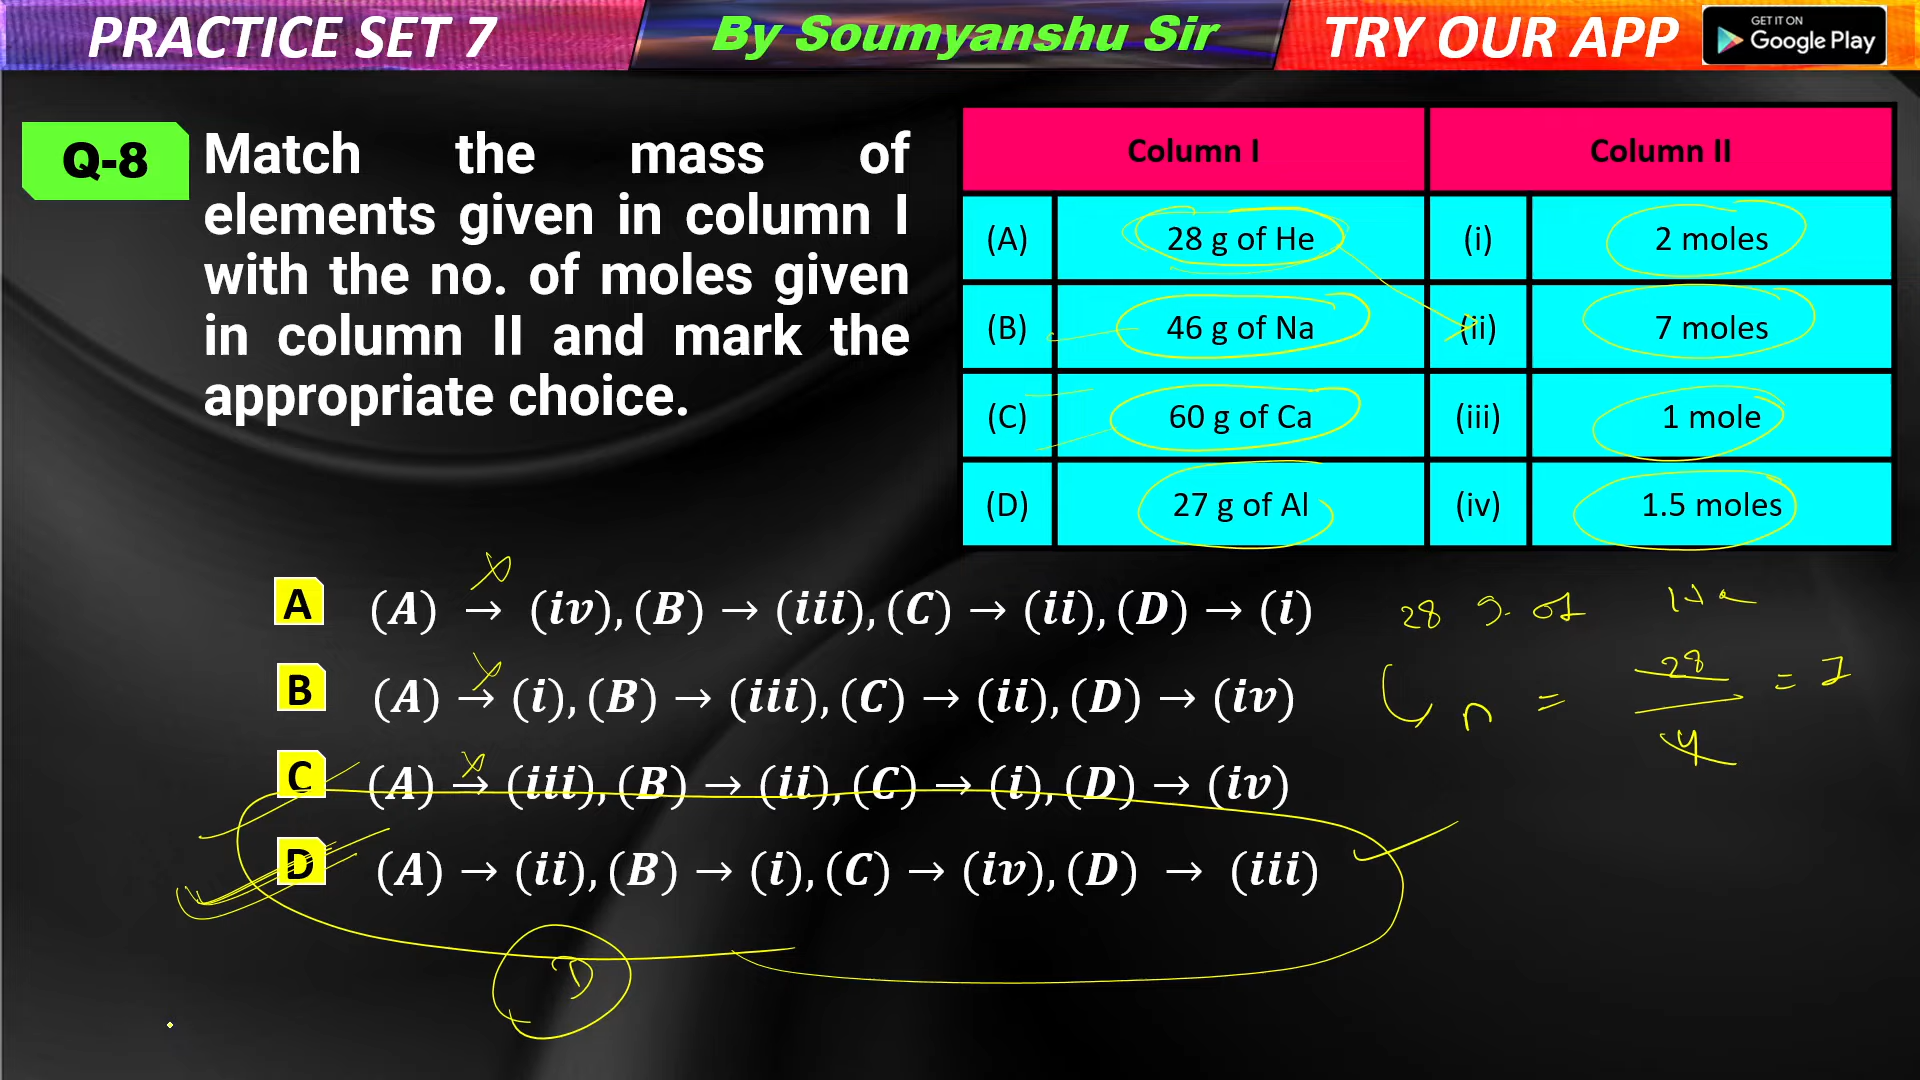 PRACTICE SET 7
By Soumyanshu Sir
TRY OUR APP
GET IT ON
Google Play
Q-8
Match the mass of
elements given in column I
with the no. of moles given
in column II and mark the
appropriate choice.
Column I Column II
(A) 28 g of He (i) 2 moles
(B) 46 g of Na (ii) 7 moles
(C) 60 g of Ca (iii) 1 mole
(D) 27 g of Al (iv) 1.5 moles
A (A) → (iv), (B) → (iii), (C) → (ii), (D) → (i)
B (A) → (i), (B) → (iii), (C) → (ii), (D) → (iv)
C (A) → (iii), (B) → (ii), (C) → (i), (D) → (iv)
D (A) → (ii), (B) → (i), (C) → (iv), (D) → (iii)
28 g. of
n = 28/4 = 7
D